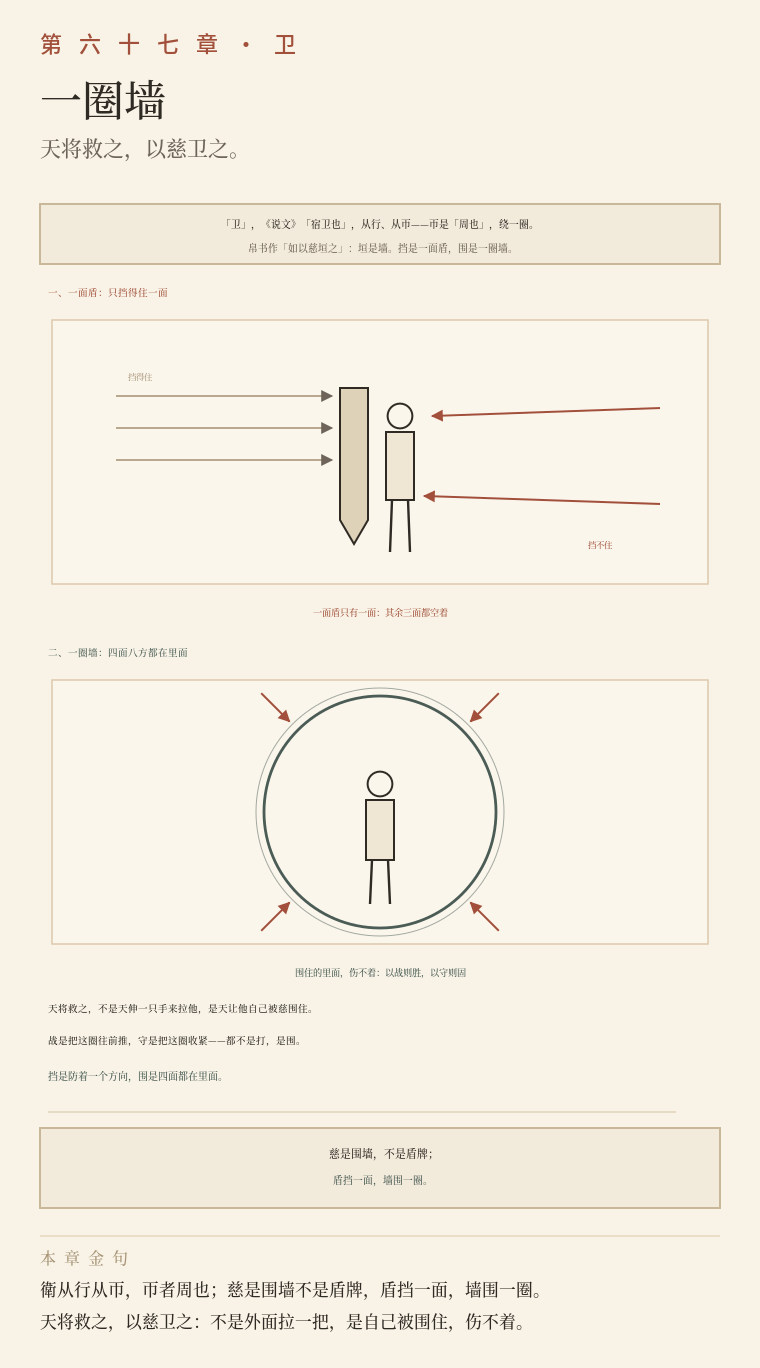 第六十七章·卫
一圈墙
天将救之，以慈卫之。
「卫」，《说文》「宿卫也」，从行、从帀——帀是「周也」，绕一圈。
帛书作「如以慈垣之」：垣是墙。挡是一面盾，围是一圈墙。
一、一面盾：只挡得住一面
挡得住
挡不住
一面盾只有一面：其余三面都空着
二、一圈墙：四面八方都在里面
围住的里面，伤不着：以战则胜，以守则固
天将救之，不是天伸一只手来拉他，是天让他自己被慈围住。
战是把这圈往前推，守是把这圈收紧——都不是打，是围。
挡是防着一个方向，围是四面都在里面。
慈是围墙，不是盾牌；
盾挡一面，墙围一圈。
本章金句
衛从行从帀，帀者周也；慈是围墙不是盾牌，盾挡一面，墙围一圈。
天将救之，以慈卫之：不是外面拉一把，是自己被围住，伤不着。